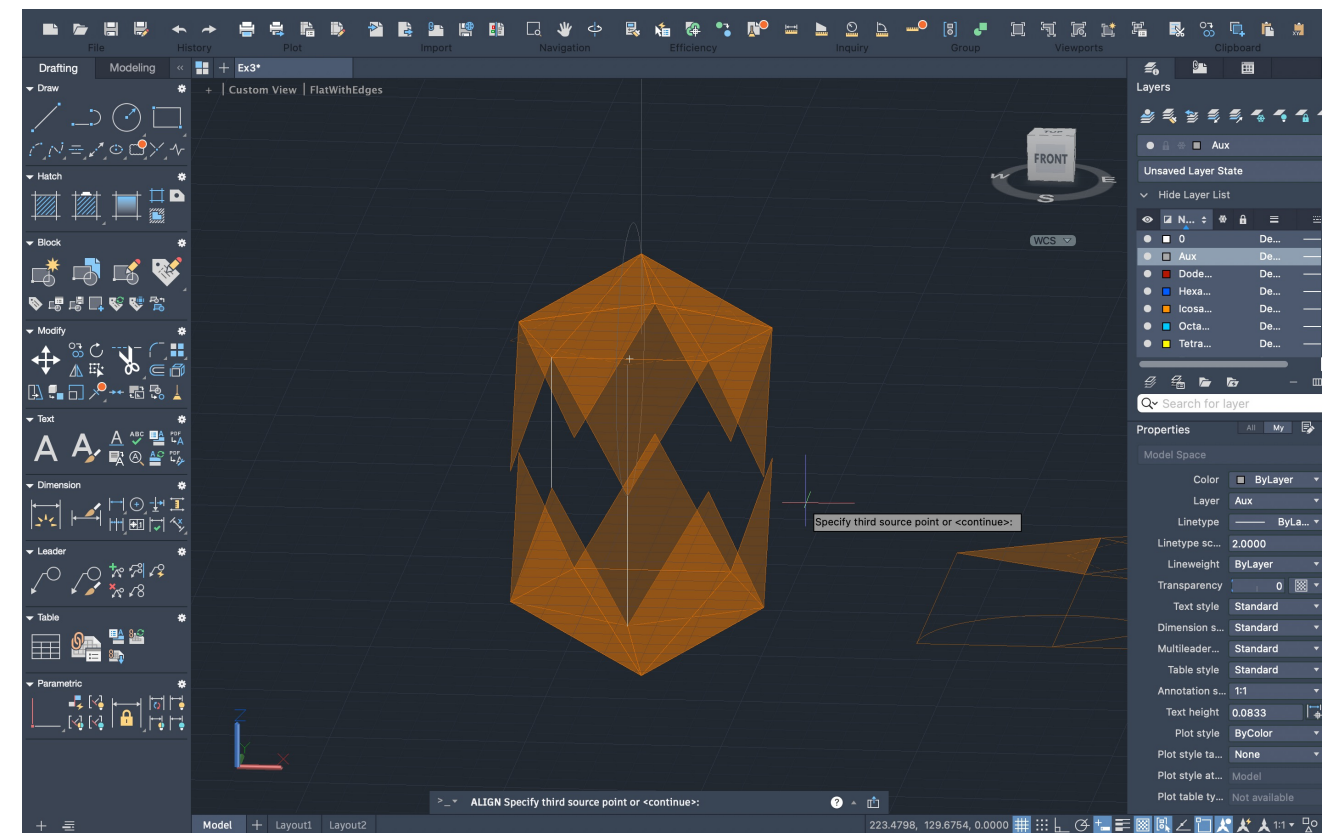 File
History
Plot
Import
Navigation
Efficiency
Inquiry
Group
Viewports
Clipboard
Drafting Modeling
Ex3*
Draw
Hatch
Block
Modify
Text
ABC
PDF
A A A
PDF
Dimension
Leader
Table
Parametric
+ | Custom View | FlatWithEdges
TOP
FRONT
W S E
WCS
Specify third source point or <continue>:
Z
Y X
>_ ALIGN Specify third source point or <continue>:
?
Model + Layout1 Layout2
223.4798, 129.6754, 0.0000
1:1
Layers
Aux
Unsaved Layer State
Hide Layer List
N...
0 De...
Aux De...
Dode... De...
Hexa... De...
Icosa... De...
Octa... De...
Tetra... De...
Search for layer
Properties All My
Model Space
Color ByLayer
Layer Aux
Linetype ByLa...
Linetype sc... 2.0000
Lineweight ByLayer
Transparency 0
Text style Standard
Dimension s... Standard
Multileader... Standard
Table style Standard
Annotation s... 1:1
Text height 0.0833
Plot style ByColor
Plot style ta... None
Plot style at... Model
Plot table ty... Not available